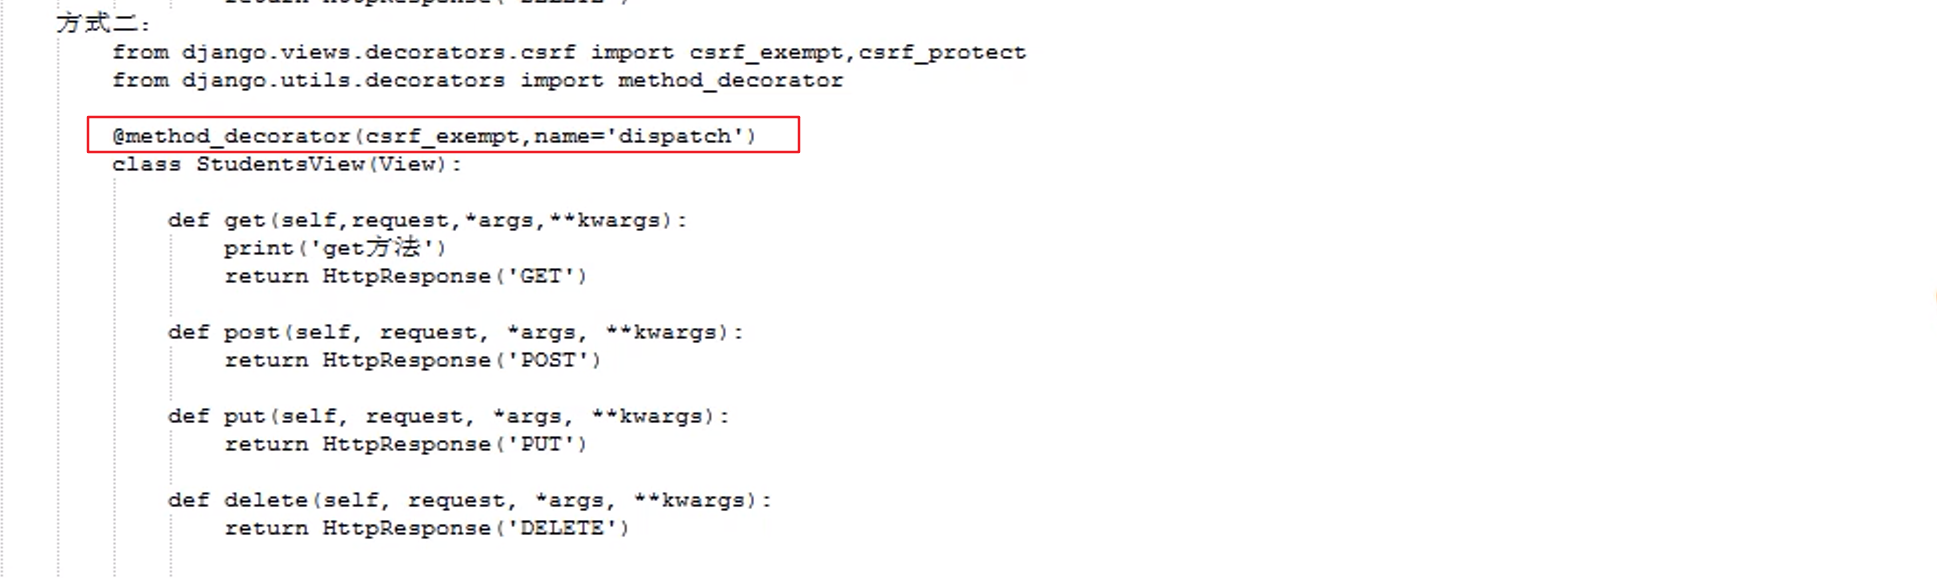 方式二：
from django.views.decorators.csrf import csrf_exempt,csrf_protect
from django.utils.decorators import method_decorator
@method_decorator(csrf_exempt,name='dispatch')
class StudentsView(View):
def get(self,request,*args,**kwargs):
print('get方法')
return HttpResponse('GET')
def post(self, request, *args, **kwargs):
return HttpResponse('POST')
def put(self, request, *args, **kwargs):
return HttpResponse('PUT')
def delete(self, request, *args, **kwargs):
return HttpResponse('DELETE')